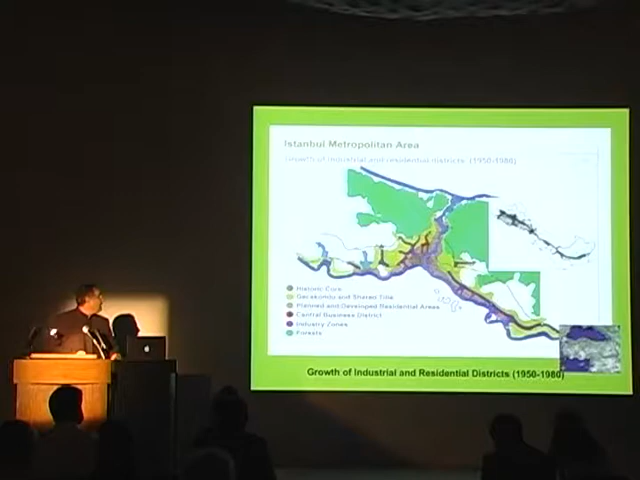 Istanbul Metropolitan Area
Growth of Industrial and residential districts (1950-1980)
Historic Core
Gecekondu and Shared Title
Planned and Developed Residential Areas
Central Business District
Industry Zones
Forests
Growth of Industrial and Residential Districts (1950-1980)